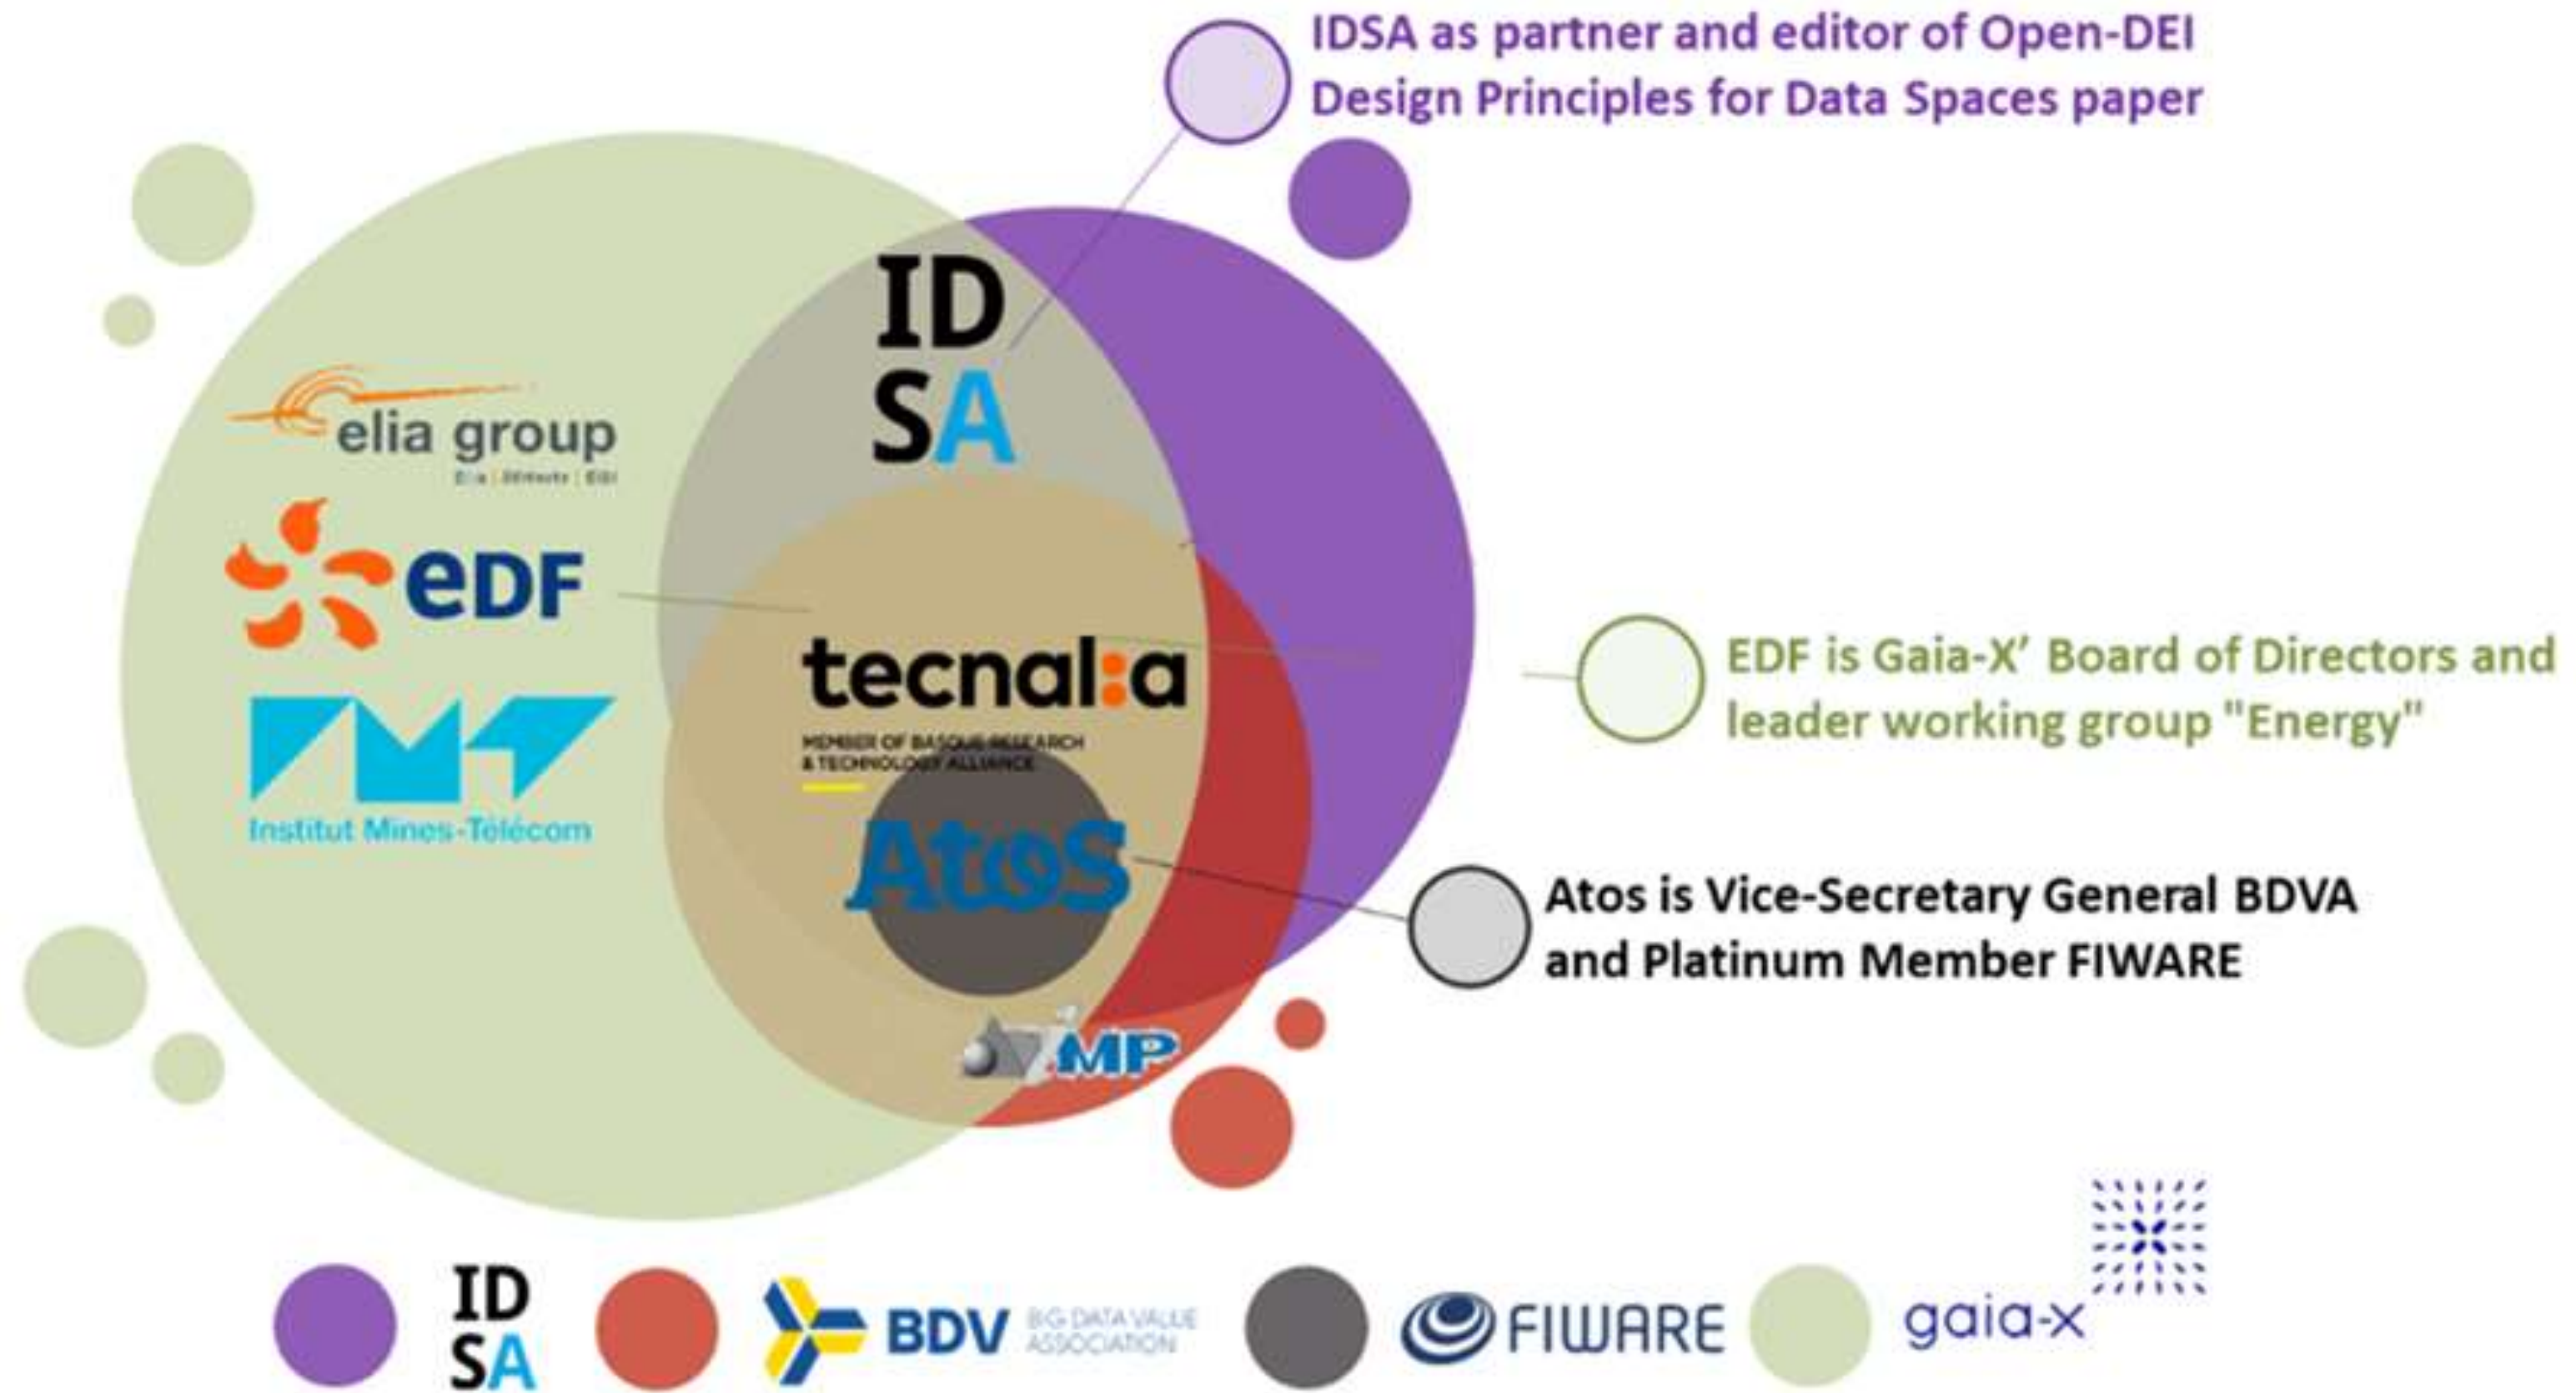 IDSA as partner and editor of Open-DEI
Design Principles for Data Spaces paper
ID
SA
elia group
eDF
tecnal:a
MEMBER OF BASQUE RESEARCH
& TECHNOLOGY ALLIANCE
EDF is Gaia-X’ Board of Directors and
leader working group "Energy"
IMT
Institut Mines-Télécom
Atos
Atos is Vice-Secretary General BDVA
and Platinum Member FIWARE
MP
ID
SA
BDV
BIG DATA VALUE
ASSOCIATION
FIWARE
gaia-x